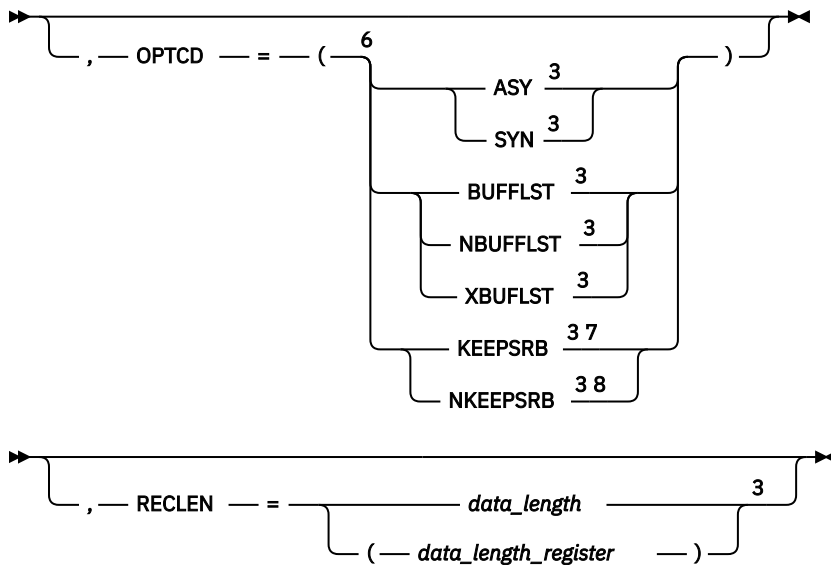 , OPTCD = ( 6
ASY 3
SYN 3
)
BUFFLST 3
NBUFFLST 3
XBUFLST 3
KEEPSRB 3 7
NKEEPSRB 3 8
, RECLEN = data_length 3
( data_length_register )